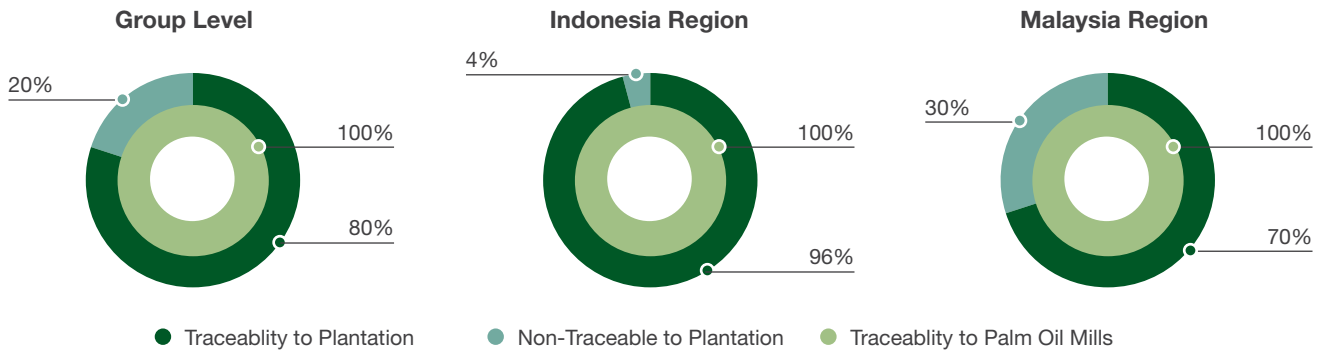 Group Level
20%
100%
80%
Indonesia Region
4%
100%
96%
Malaysia Region
30%
100%
70%
Traceablity to Plantation
Non-Traceable to Plantation
Traceablity to Palm Oil Mills